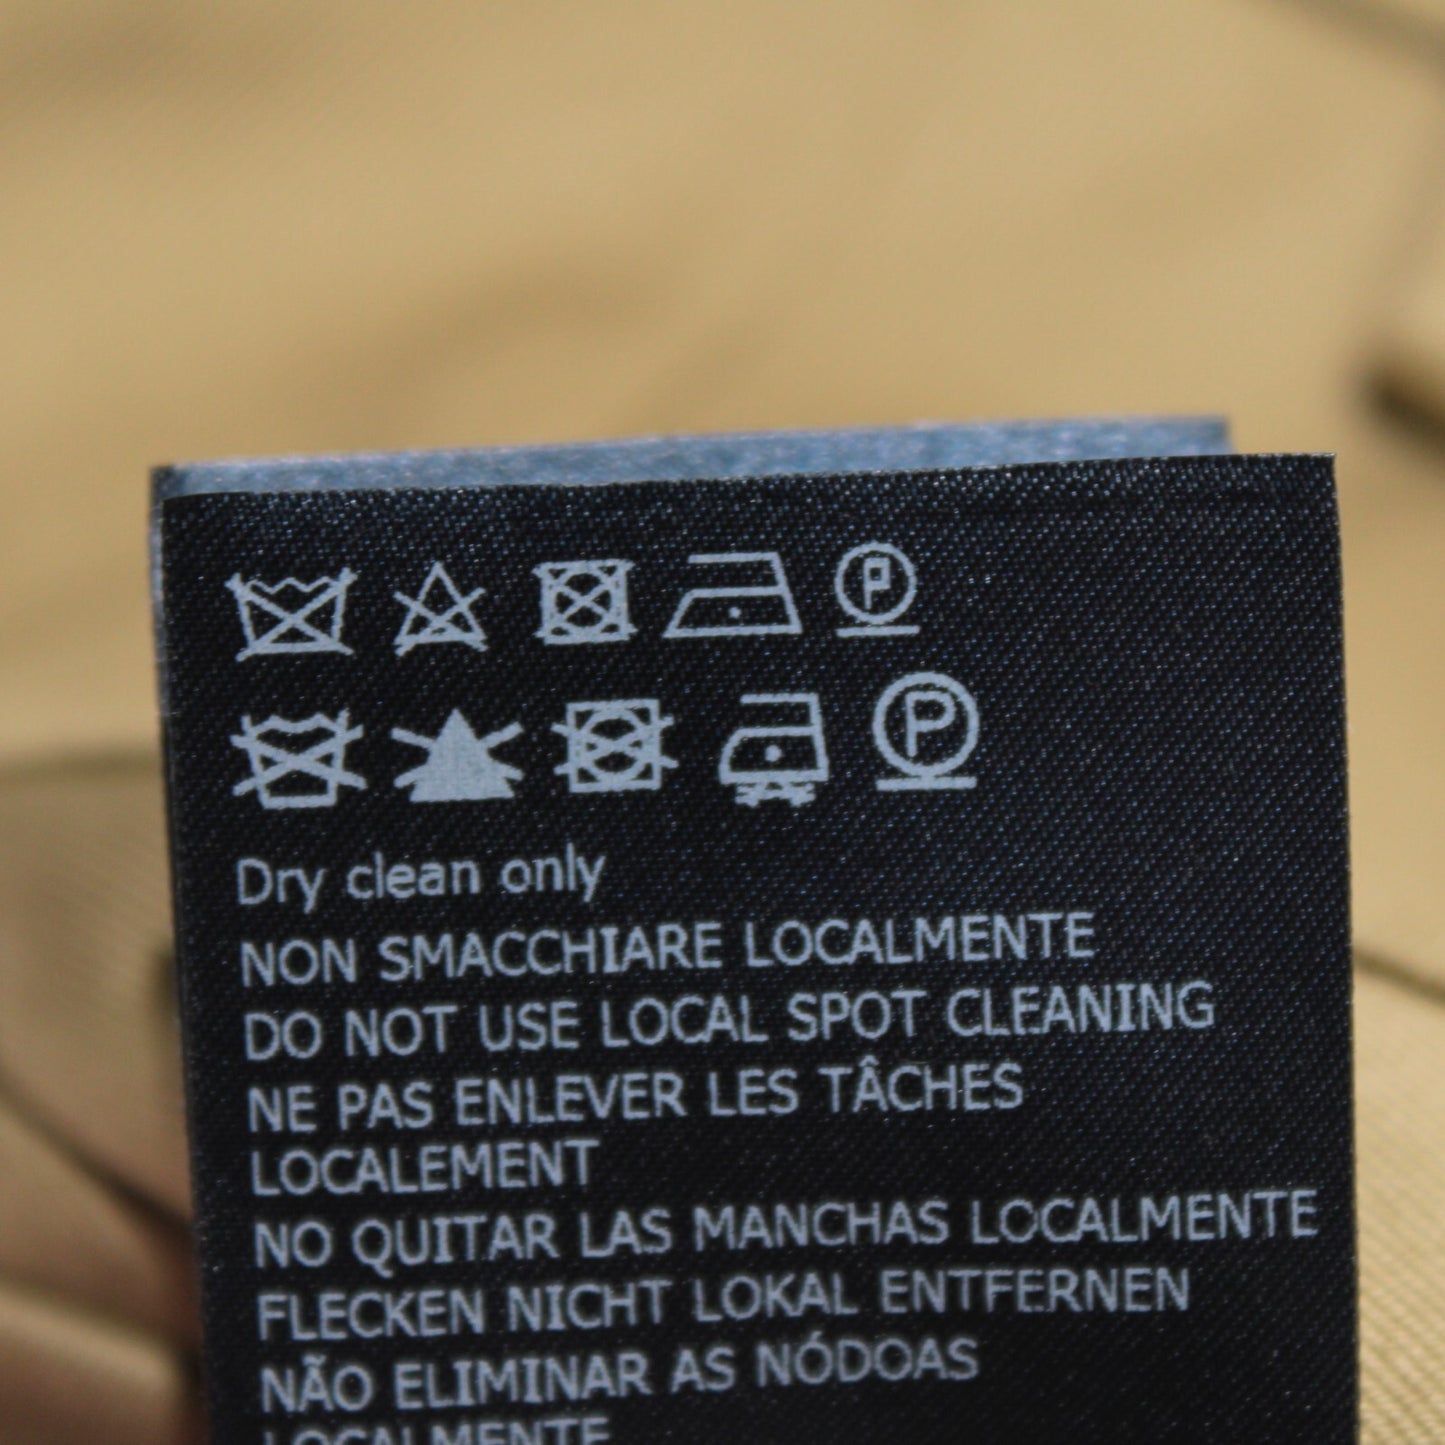 P
P
Dry clean only
NON SMACCHIARE LOCALMENTE
DO NOT USE LOCAL SPOT CLEANING
NE PAS ENLEVER LES TÂCHES
LOCALEMENT
NO QUITAR LAS MANCHAS LOCALMENTE
FLECKEN NICHT LOKAL ENTFERNEN
NÃO ELIMINAR AS NÓDOAS
LOCALMENTE